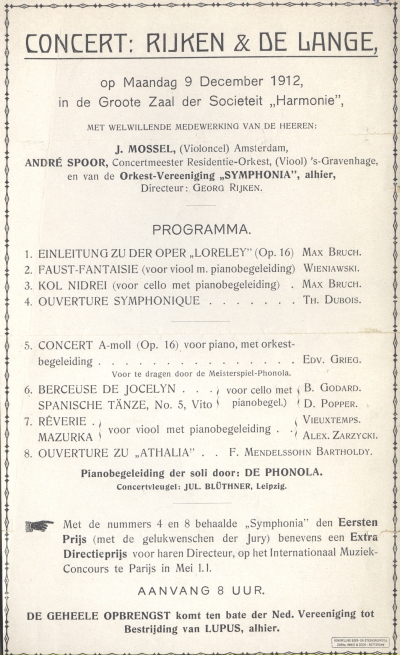 CONCERT: RIJKEN & DE LANGE,
op Maandag 9 December 1912,
in de Groote Zaal der Societeit „Harmonie",
MET WELWILLENDE MEDEWERKING VAN DE HEEREN:
J. MOSSEL, (Violoncel) Amsterdam,
ANDRÉ SPOOR, Concertmeester Residentie-Orkest, (Viool) 's-Gravenhage,
en van de Orkest-Vereeniging „SYMPHONIA", alhier,
Directeur: GEORG RIJKEN.
PROGRAMMA.
1. EINLEITUNG ZU DER OPER „LORELEY" (Op. 16) MAX BRUCH.
2. FAUST-FANTAISIE (voor viool m. pianobegeleiding) WIENIAWSKI.
3. KOL NIDREI (voor cello met pianobegeleiding) . MAX BRUCH.
4. OUVERTURE SYMPHONIQUE . . . . . . . TH. DUBOIS.
5. CONCERT A-moll (Op. 16) voor piano, met orkest-
begeleiding . . . . . . . . . . . . . . . EDV. GRIEG.
Voor te dragen door de Meisterspiel-Phonola.
6. BERCEUSE DE JOCELYN . . . voor cello met B. GODARD.
SPANISCHE TÄNZE, No. 5, Vito pianobegel.) D. POPPER.
7. RÊVERIE . . VIEUXTEMPS.
MAZURKA voor viool met pianobegeleiding . . ALEX. ZARZYCKI.
8. OUVERTURE ZU „ATHALIA" . . F. MENDELSSOHN BARTHOLDY.
Pianobegeleiding der soli door: DE PHONOLA.
Concertvleugel: JUL. BLÜTHNER, Leipzig.
Met de nummers 4 en 8 behaalde „Symphonia" den Eersten
Prijs (met de gelukwenschen der Jury) benevens een Extra
Directieprijs voor haren Directeur, op het Internationaal Muziek-
Concours te Parijs in Mei l.l.
AANVANG 8 UUR.
DE GEHEELE OPBRENGST komt ten bate der Ned. Vereeniging tot
Bestrijding van LUPUS, alhier.